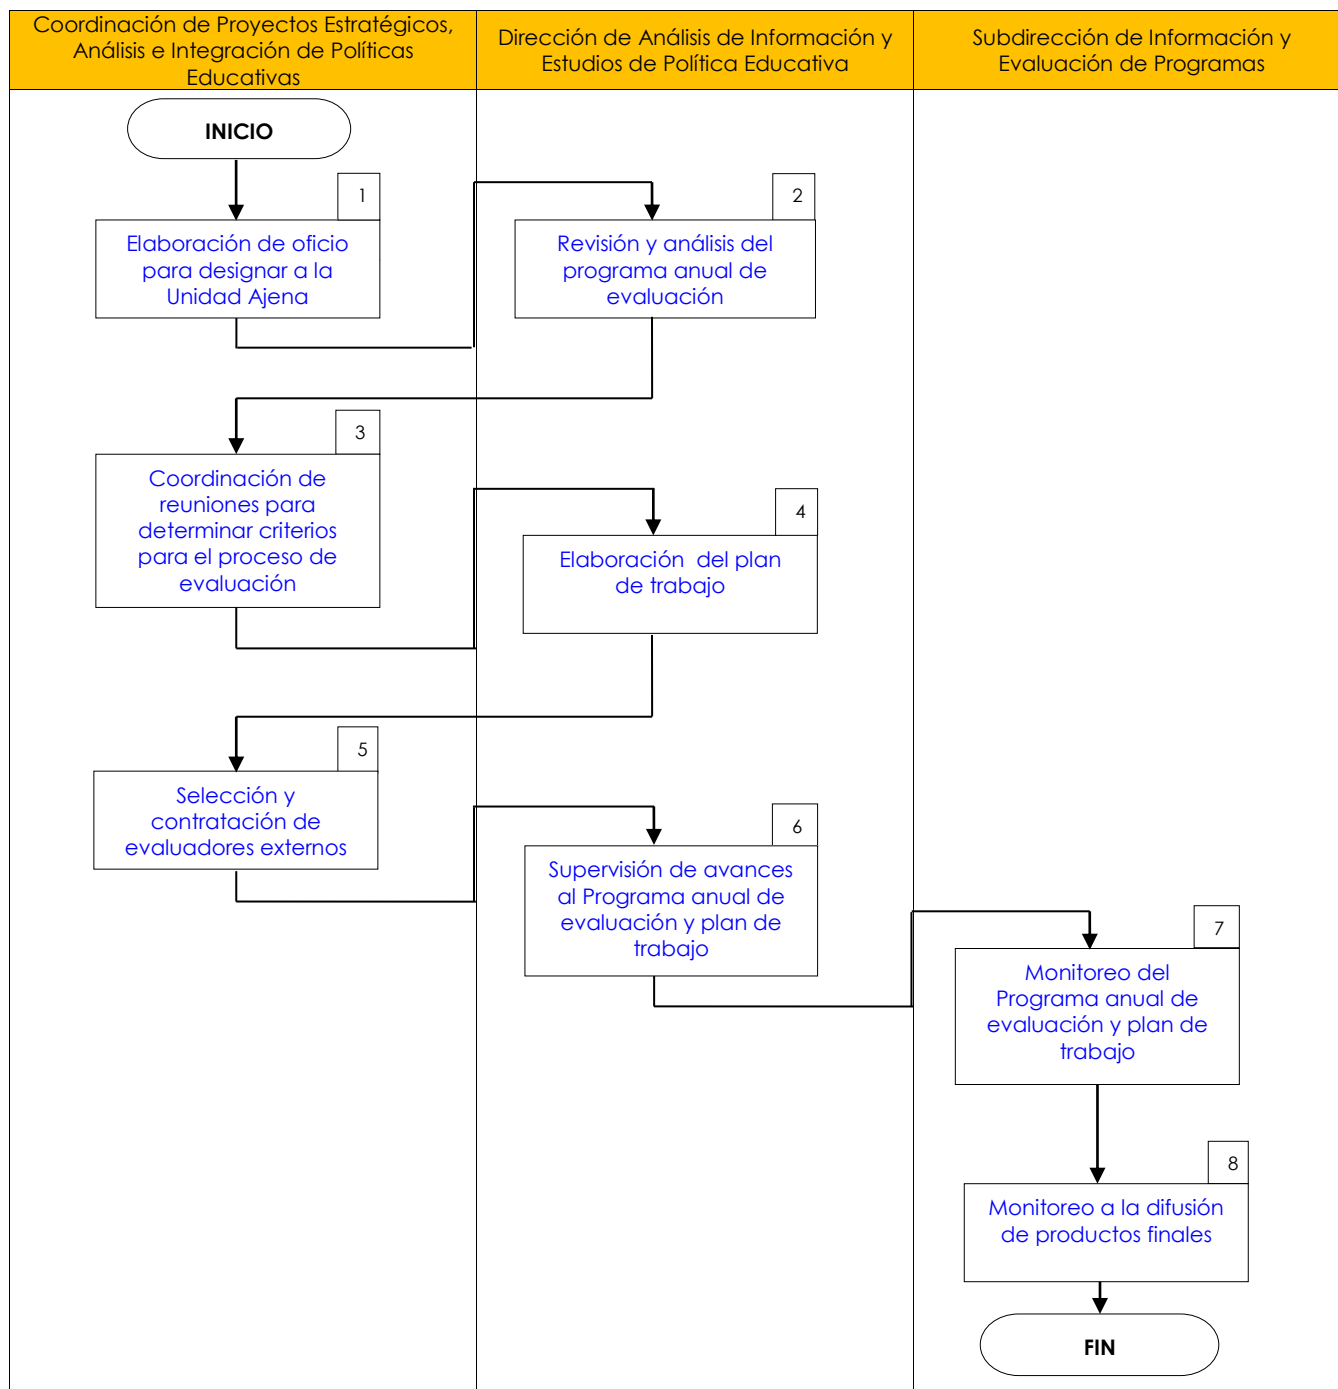 Coordinación de Proyectos Estratégicos,
Análisis e Integración de Políticas
Educativas
Dirección de Análisis de Información y
Estudios de Política Educativa
Subdirección de Información y
Evaluación de Programas
INICIO
1
Elaboración de oficio
para designar a la
Unidad Ajena
2
Revisión y análisis del
programa anual de
evaluación
3
Coordinación de
reuniones para
determinar criterios
para el proceso de
evaluación
4
Elaboración del plan
de trabajo
5
Selección y
contratación de
evaluadores externos
6
Supervisión de avances
al Programa anual de
evaluación y plan de
trabajo
7
Monitoreo del
Programa anual de
evaluación y plan de
trabajo
8
Monitoreo a la difusión
de productos finales
FIN